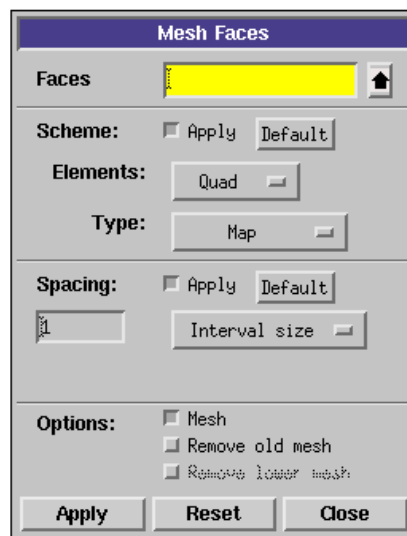 Mesh Faces
Faces
Scheme: Apply Default
Elements: Quad
Type: Map
Spacing: Apply Default
1 Interval size
Options: Mesh
Remove old mesh
Remove lower mesh
Apply Reset Close